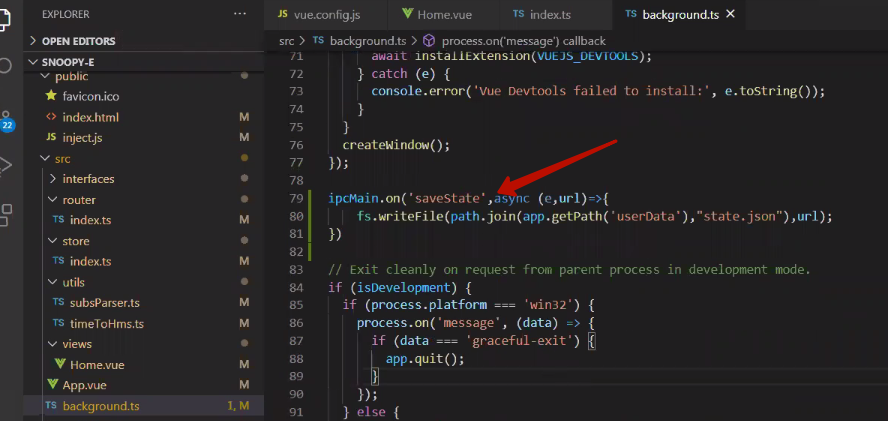 EXPLORER
···
JS vue.config.js
Home.vue
TS index.ts
TS background.ts ×
OPEN EDITORS
src > TS background.ts > process.on('message') callback
SNOOPY-E
public
favicon.ico
<> index.html M
JS inject.js M
src
interfaces
router
TS index.ts M
store
TS index.ts M
utils
TS subsParser.ts M
TS timeToHms.ts M
views
Home.vue M
App.vue M
TS background.ts 1, M
22
71 await installExtension(VUEJS_DEVTOOLS);
72 } catch (e) {
73 console.error('Vue Devtools failed to install:', e.toString());
74 }
75 }
76 createWindow();
77 });
78
79 ipcMain.on('saveState',async (e,url)=>{
80 fs.writeFile(path.join(app.getPath('userData'),"state.json"),url);
81 })
82
83 // Exit cleanly on request from parent process in development mode.
84 if (isDevelopment) {
85 if (process.platform === 'win32') {
86 process.on('message', (data) => {
87 if (data === 'graceful-exit') {
88 app.quit();
89 }
90 });
91 } else {